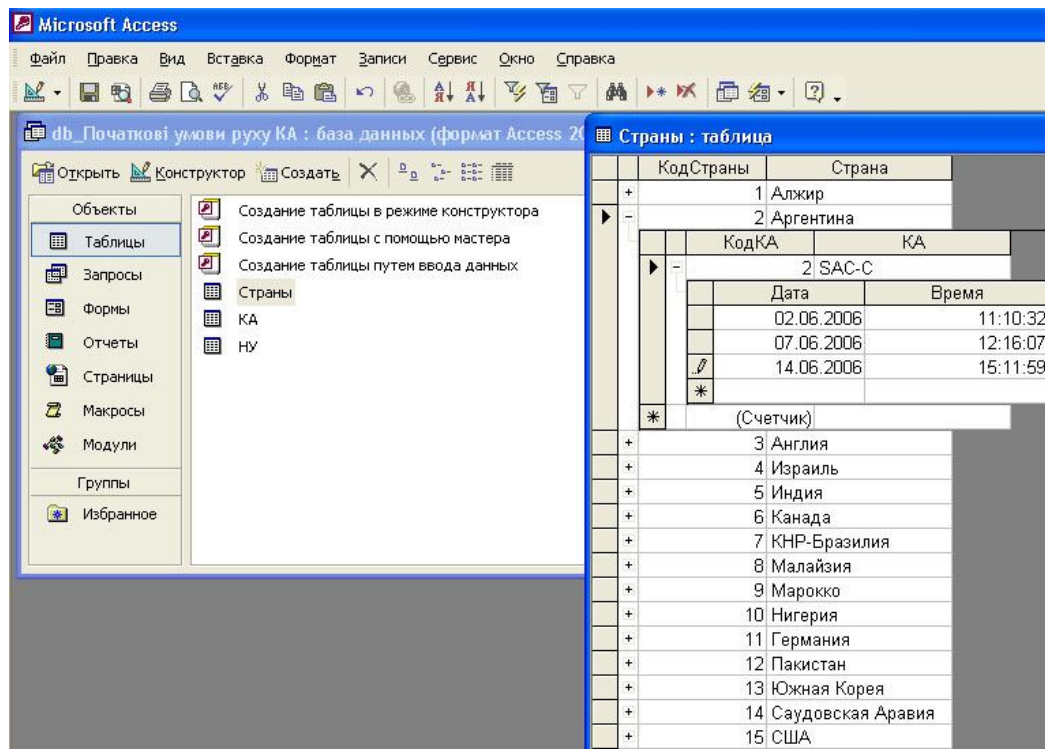 Microsoft Access
Файл Правка Вид Вставка Формат Записи Сервис Окно Справка
db_Початкові умови руху КА : база данных (формат Access 20
Открыть Конструктор Создать
Объекты
Таблицы
Запросы
Формы
Отчеты
Страницы
Макросы
Модули
Группы
Избранное
Создание таблицы в режиме конструктора
Создание таблицы с помощью мастера
Создание таблицы путем ввода данных
Страны
КА
НУ
Страны : таблица
КодСтраны Страна
1 Алжир
2 Аргентина
КодКА КА
2 SAC-C
Дата Время
02.06.2006 11:10:32
07.06.2006 12:16:07
14.06.2006 15:11:59
(Счетчик)
3 Англия
4 Израиль
5 Индия
6 Канада
7 КНР-Бразилия
8 Малайзия
9 Марокко
10 Нигерия
11 Германия
12 Пакистан
13 Южная Корея
14 Саудовская Аравия
15 США